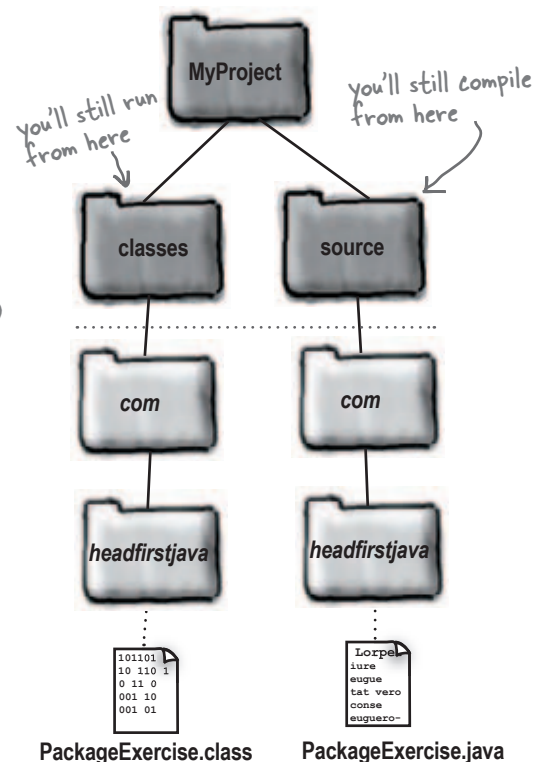 MyProject
you'll still run
from here
you'll still compile
from here
classes
source
com
com
headfirstjava
headfirstjava
101101
10 110 1
0 11 0
001 10
001 01
Lorpe
iure
eugue
tat vero
conse
euguero-
PackageExercise.class
PackageExercise.java